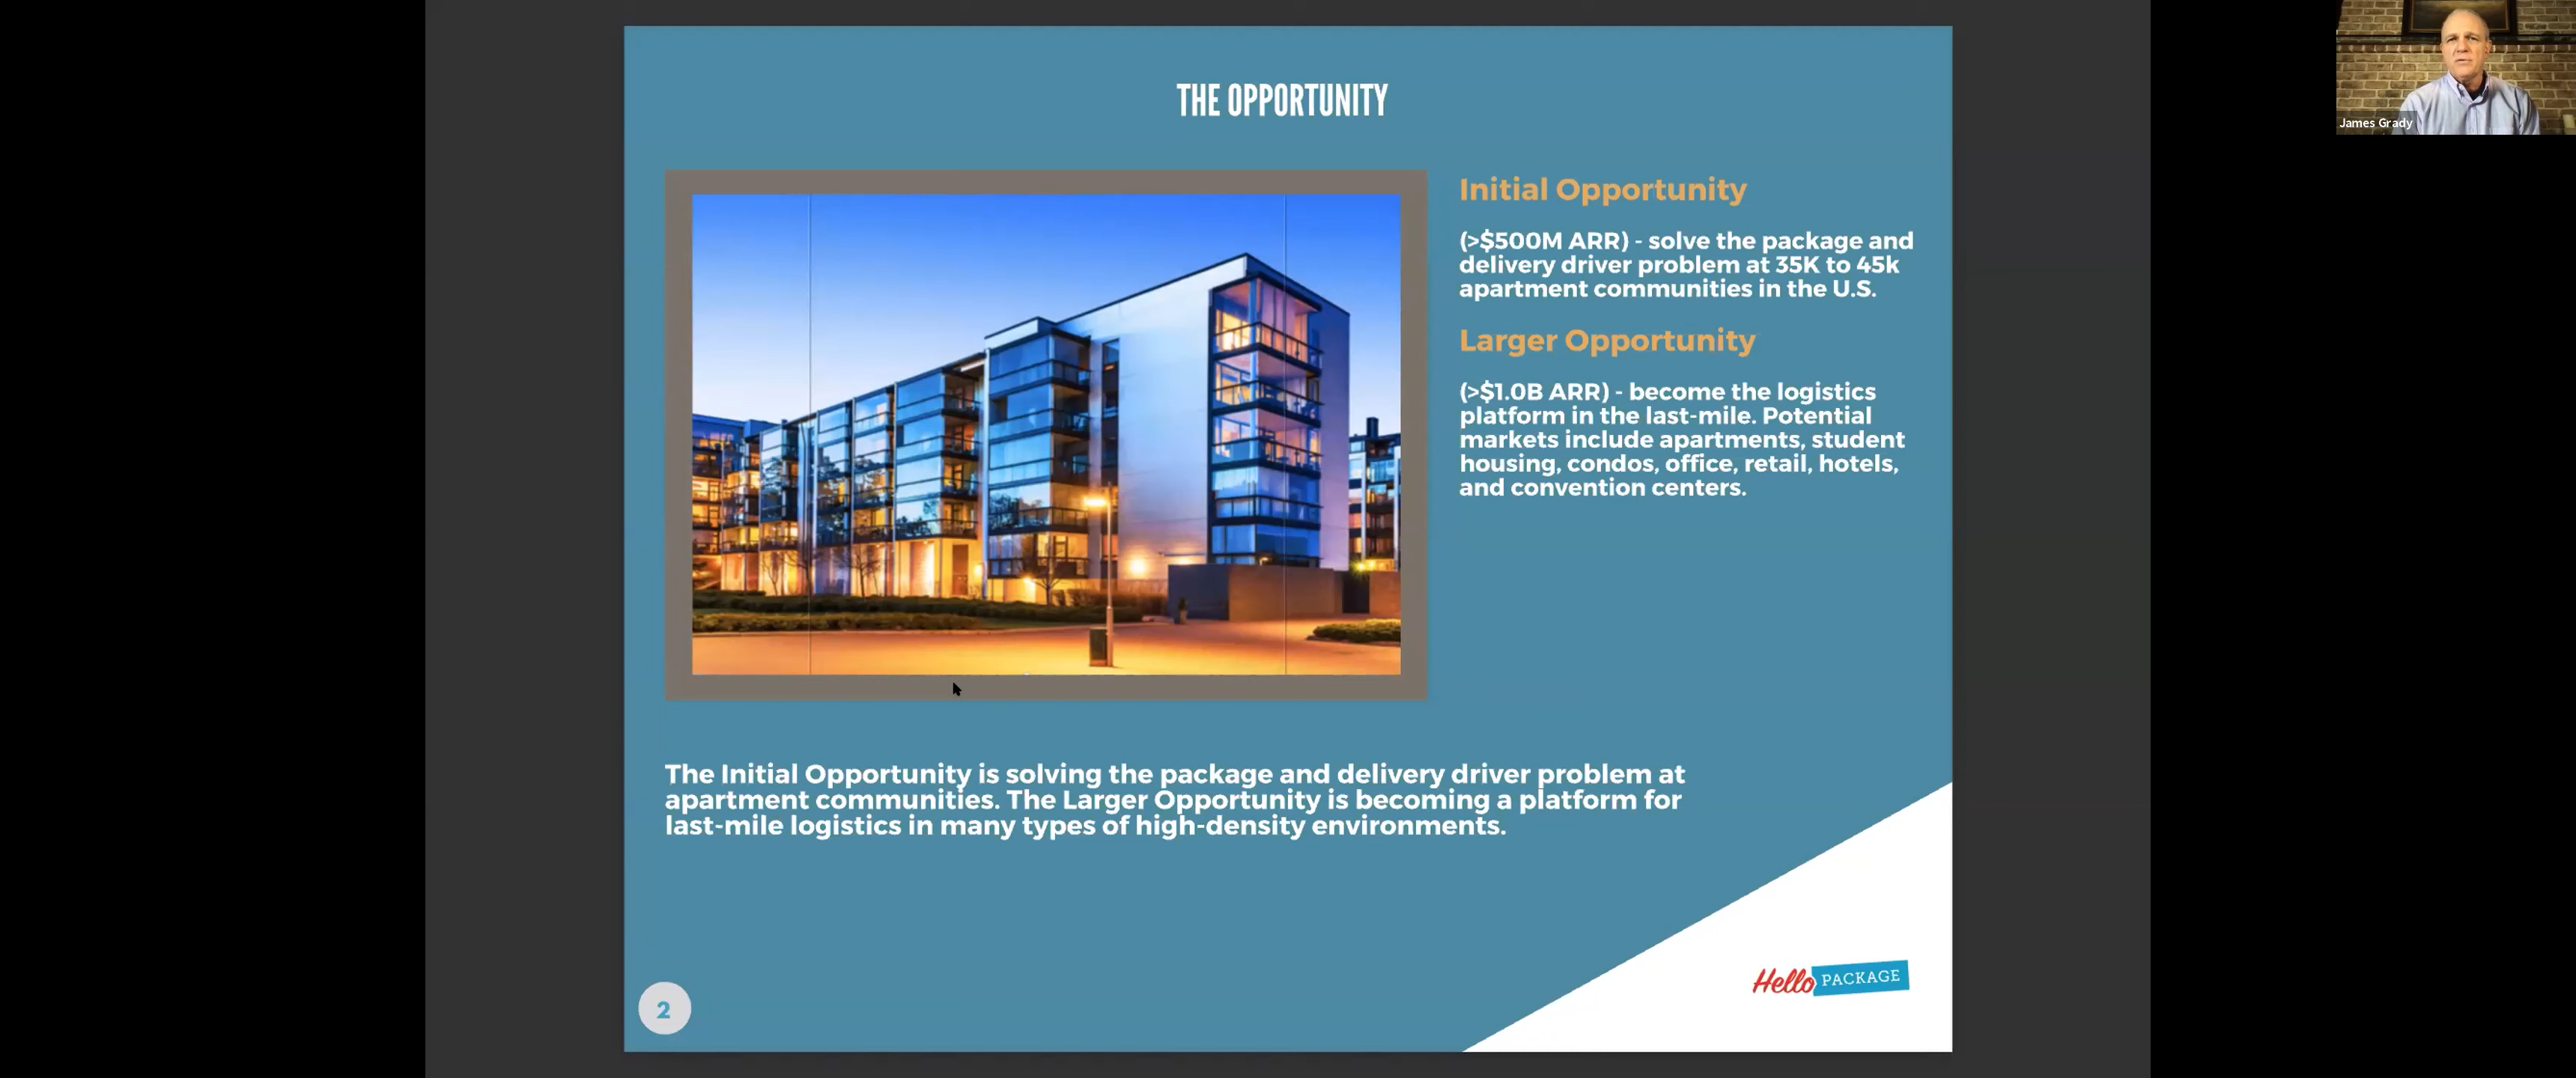 THE OPPORTUNITY
James Grady
Initial Opportunity
(>$500M ARR) - solve the package and
delivery driver problem at 35K to 45k
apartment communities in the U.S.
Larger Opportunity
(>$1.0B ARR) - become the logistics
platform in the last-mile. Potential
markets include apartments, student
housing, condos, office, retail, hotels,
and convention centers.
The Initial Opportunity is solving the package and delivery driver problem at
apartment communities. The Larger Opportunity is becoming a platform for
last-mile logistics in many types of high-density environments.
Hello PACKAGE
2